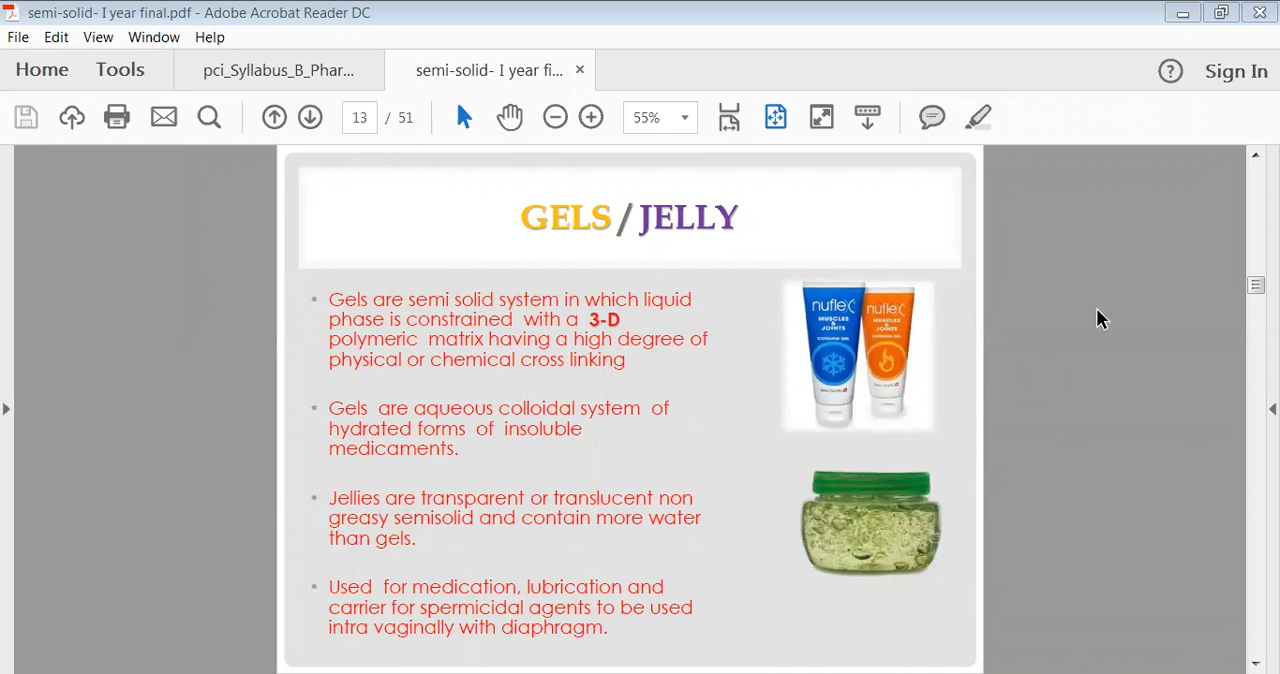 semi-solid- I year final.pdf - Adobe Acrobat Reader DC
File Edit View Window Help
Home Tools pci_Syllabus_B_Phar... semi-solid- I year fi... × ? Sign In
13 / 51 55%
GELS / JELLY
• Gels are semi solid system in which liquid
phase is constrained with a 3-D
polymeric matrix having a high degree of
physical or chemical cross linking
nufle
MUSCLES
&
JOINTS
COOLING GEL
nufle
MUSCLES
&
JOINTS
• Gels are aqueous colloidal system of
hydrated forms of insoluble
medicaments.
• Jellies are transparent or translucent non
greasy semisolid and contain more water
than gels.
• Used for medication, lubrication and
carrier for spermicidal agents to be used
intra vaginally with diaphragm.